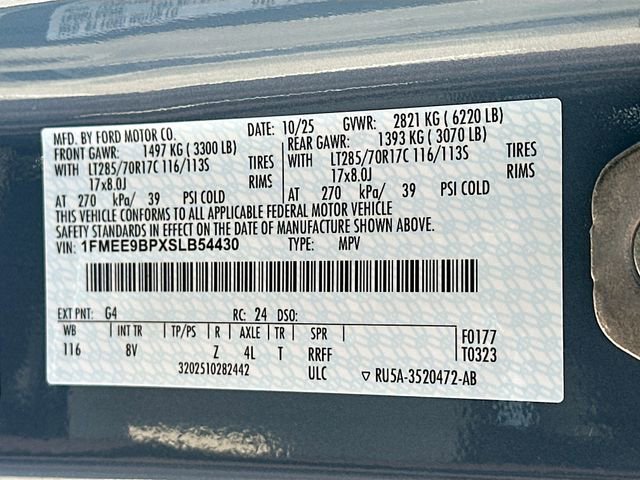 MFD. BY FORD MOTOR CO. DATE: 10/25 GVWR: 2821 KG ( 6220 LB)
FRONT GAWR: 1497 KG ( 3300 LB) REAR GAWR: 1393 KG ( 3070 LB)
WITH LT285/70R17C 116/113S TIRES WITH LT285/70R17C 116/113S TIRES
17x8.0J RIMS 17x8.0J RIMS
AT 270 kPa/ 39 PSI COLD AT 270 kPa/ 39 PSI COLD
THIS VEHICLE CONFORMS TO ALL APPLICABLE FEDERAL MOTOR VEHICLE
SAFETY STANDARDS IN EFFECT ON THE DATE OF MANUFACTURE SHOWN ABOVE.
VIN: 1FMEE9BPXSLB54430 TYPE: MPV
EXT PNT: G4 RC: 24 DSO:
WB INT TR TP/PS R AXLE TR SPR F0177
116 8V Z 4L T RRFF T0323
3202510282442 ULC ▽ RU5A-3520472-AB